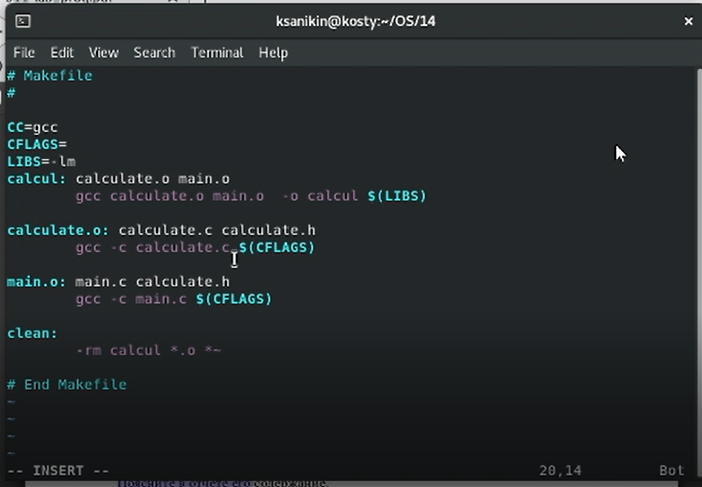 ksanikin@kosty:~/OS/14
File Edit View Search Terminal Help
# Makefile
#
CC=gcc
CFLAGS=
LIBS=-lm
calcul: calculate.o main.o
gcc calculate.o main.o  -o calcul $(LIBS)
calculate.o: calculate.c calculate.h
gcc -c calculate.c $(CFLAGS)
main.o: main.c calculate.h
gcc -c main.c $(CFLAGS)
clean:
-rm calcul *.o *~
# End Makefile
~
~
~
~
-- INSERT -- 20,14 Bot